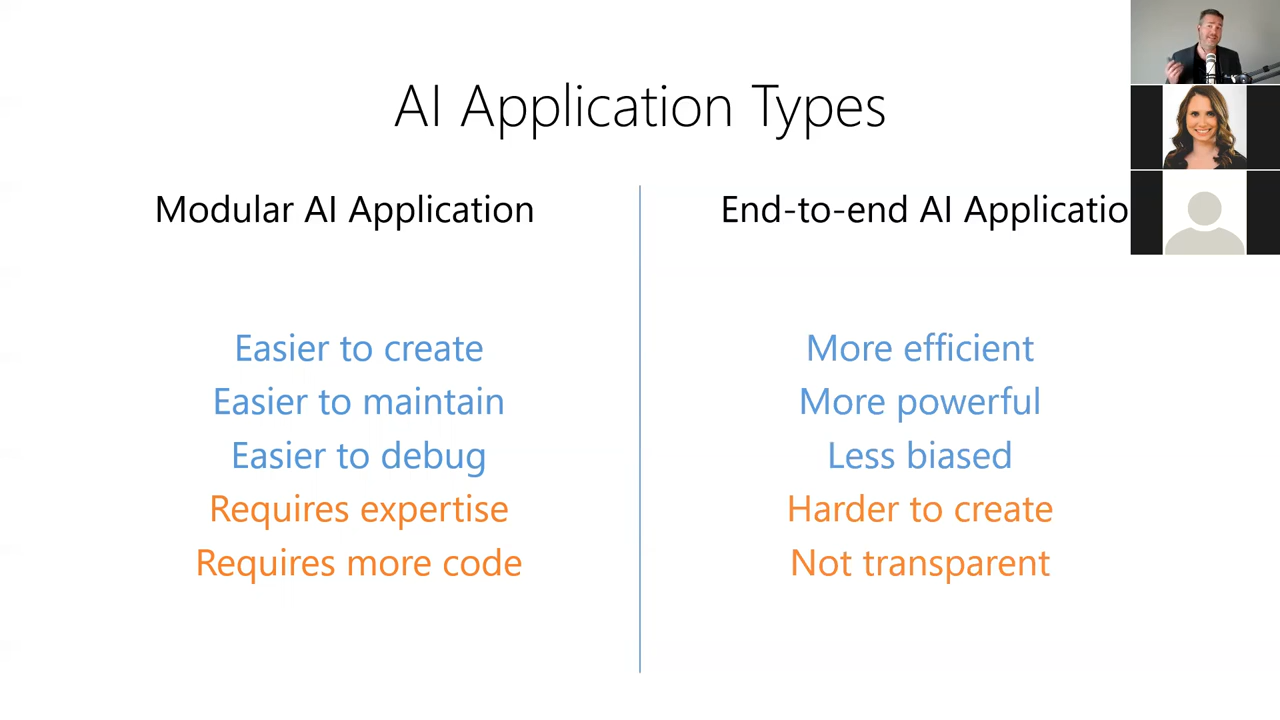 AI Application Types
Modular AI Application
Easier to create
Easier to maintain
Easier to debug
Requires expertise
Requires more code
End-to-end AI Applicatio
More efficient
More powerful
Less biased
Harder to create
Not transparent